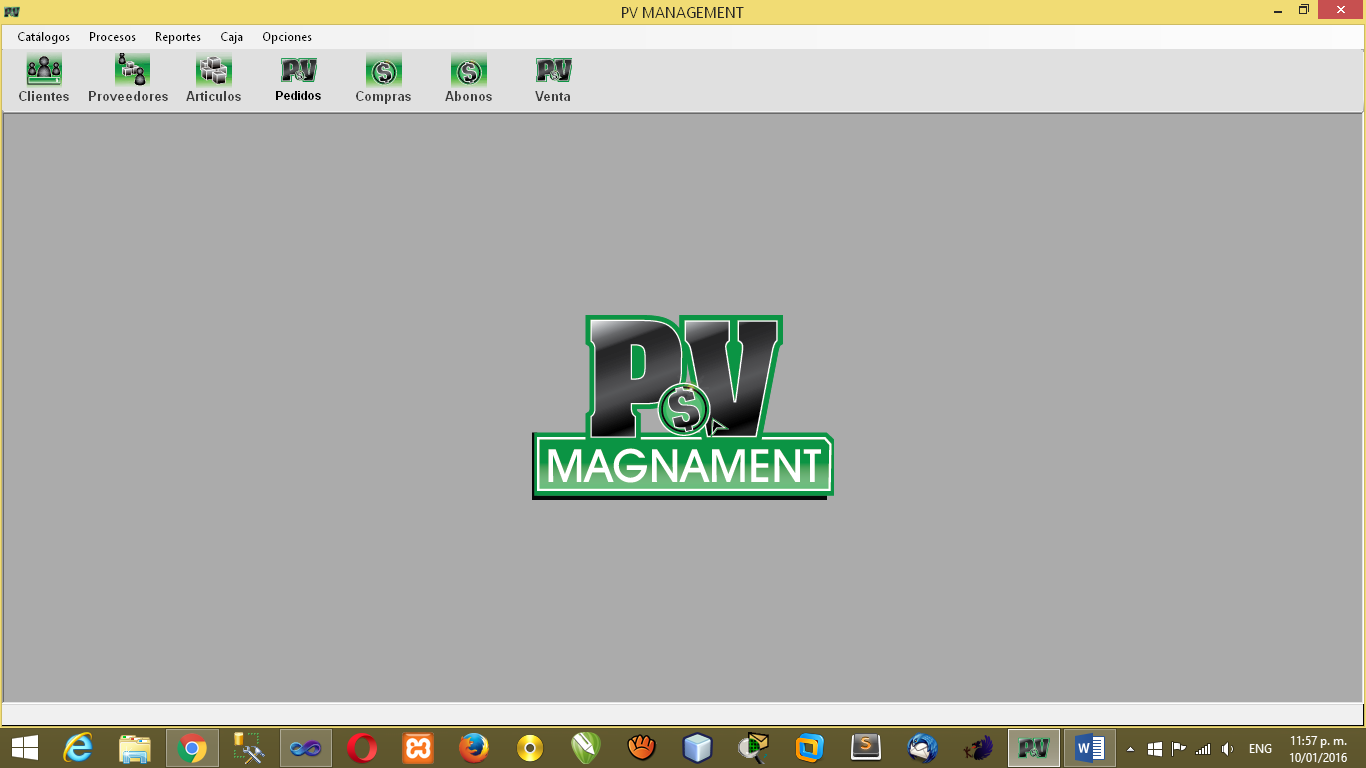 PV MANAGEMENT
Catálogos Procesos Reportes Caja Opciones
Clientes Proveedores Articulos Pedidos Compras Abonos Venta
PV
$
MAGNAMENT
ENG
11:57 p. m.
10/01/2016